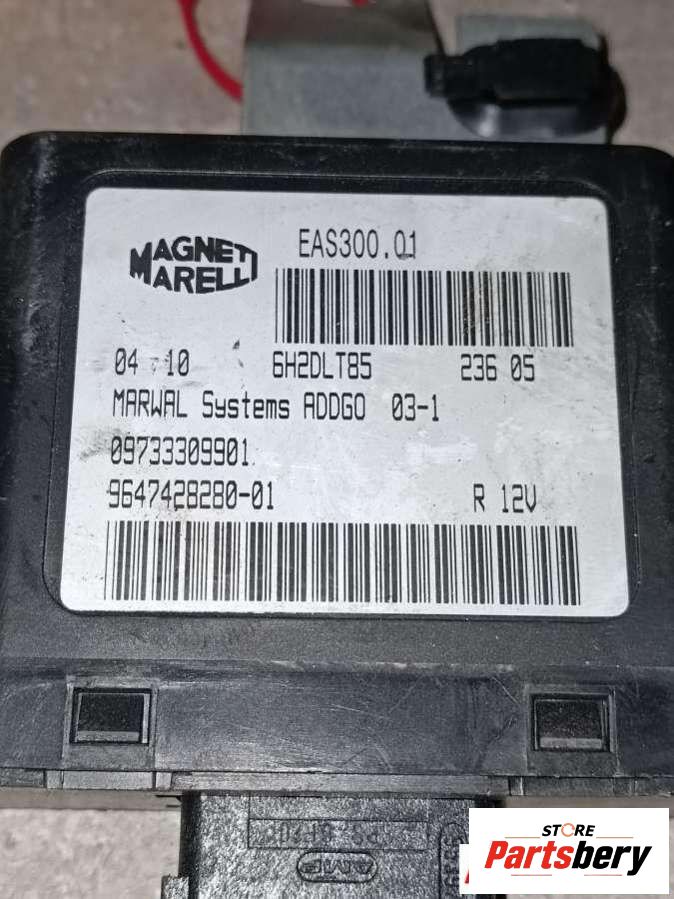 MAGNETI
MARELLI
EAS300.01
04 10 6H2DLT85 236 05
MARWAL Systems ADDGO 03-1
09733309901
9647428280-01 R 12V
AMP
STORE
Partsbery